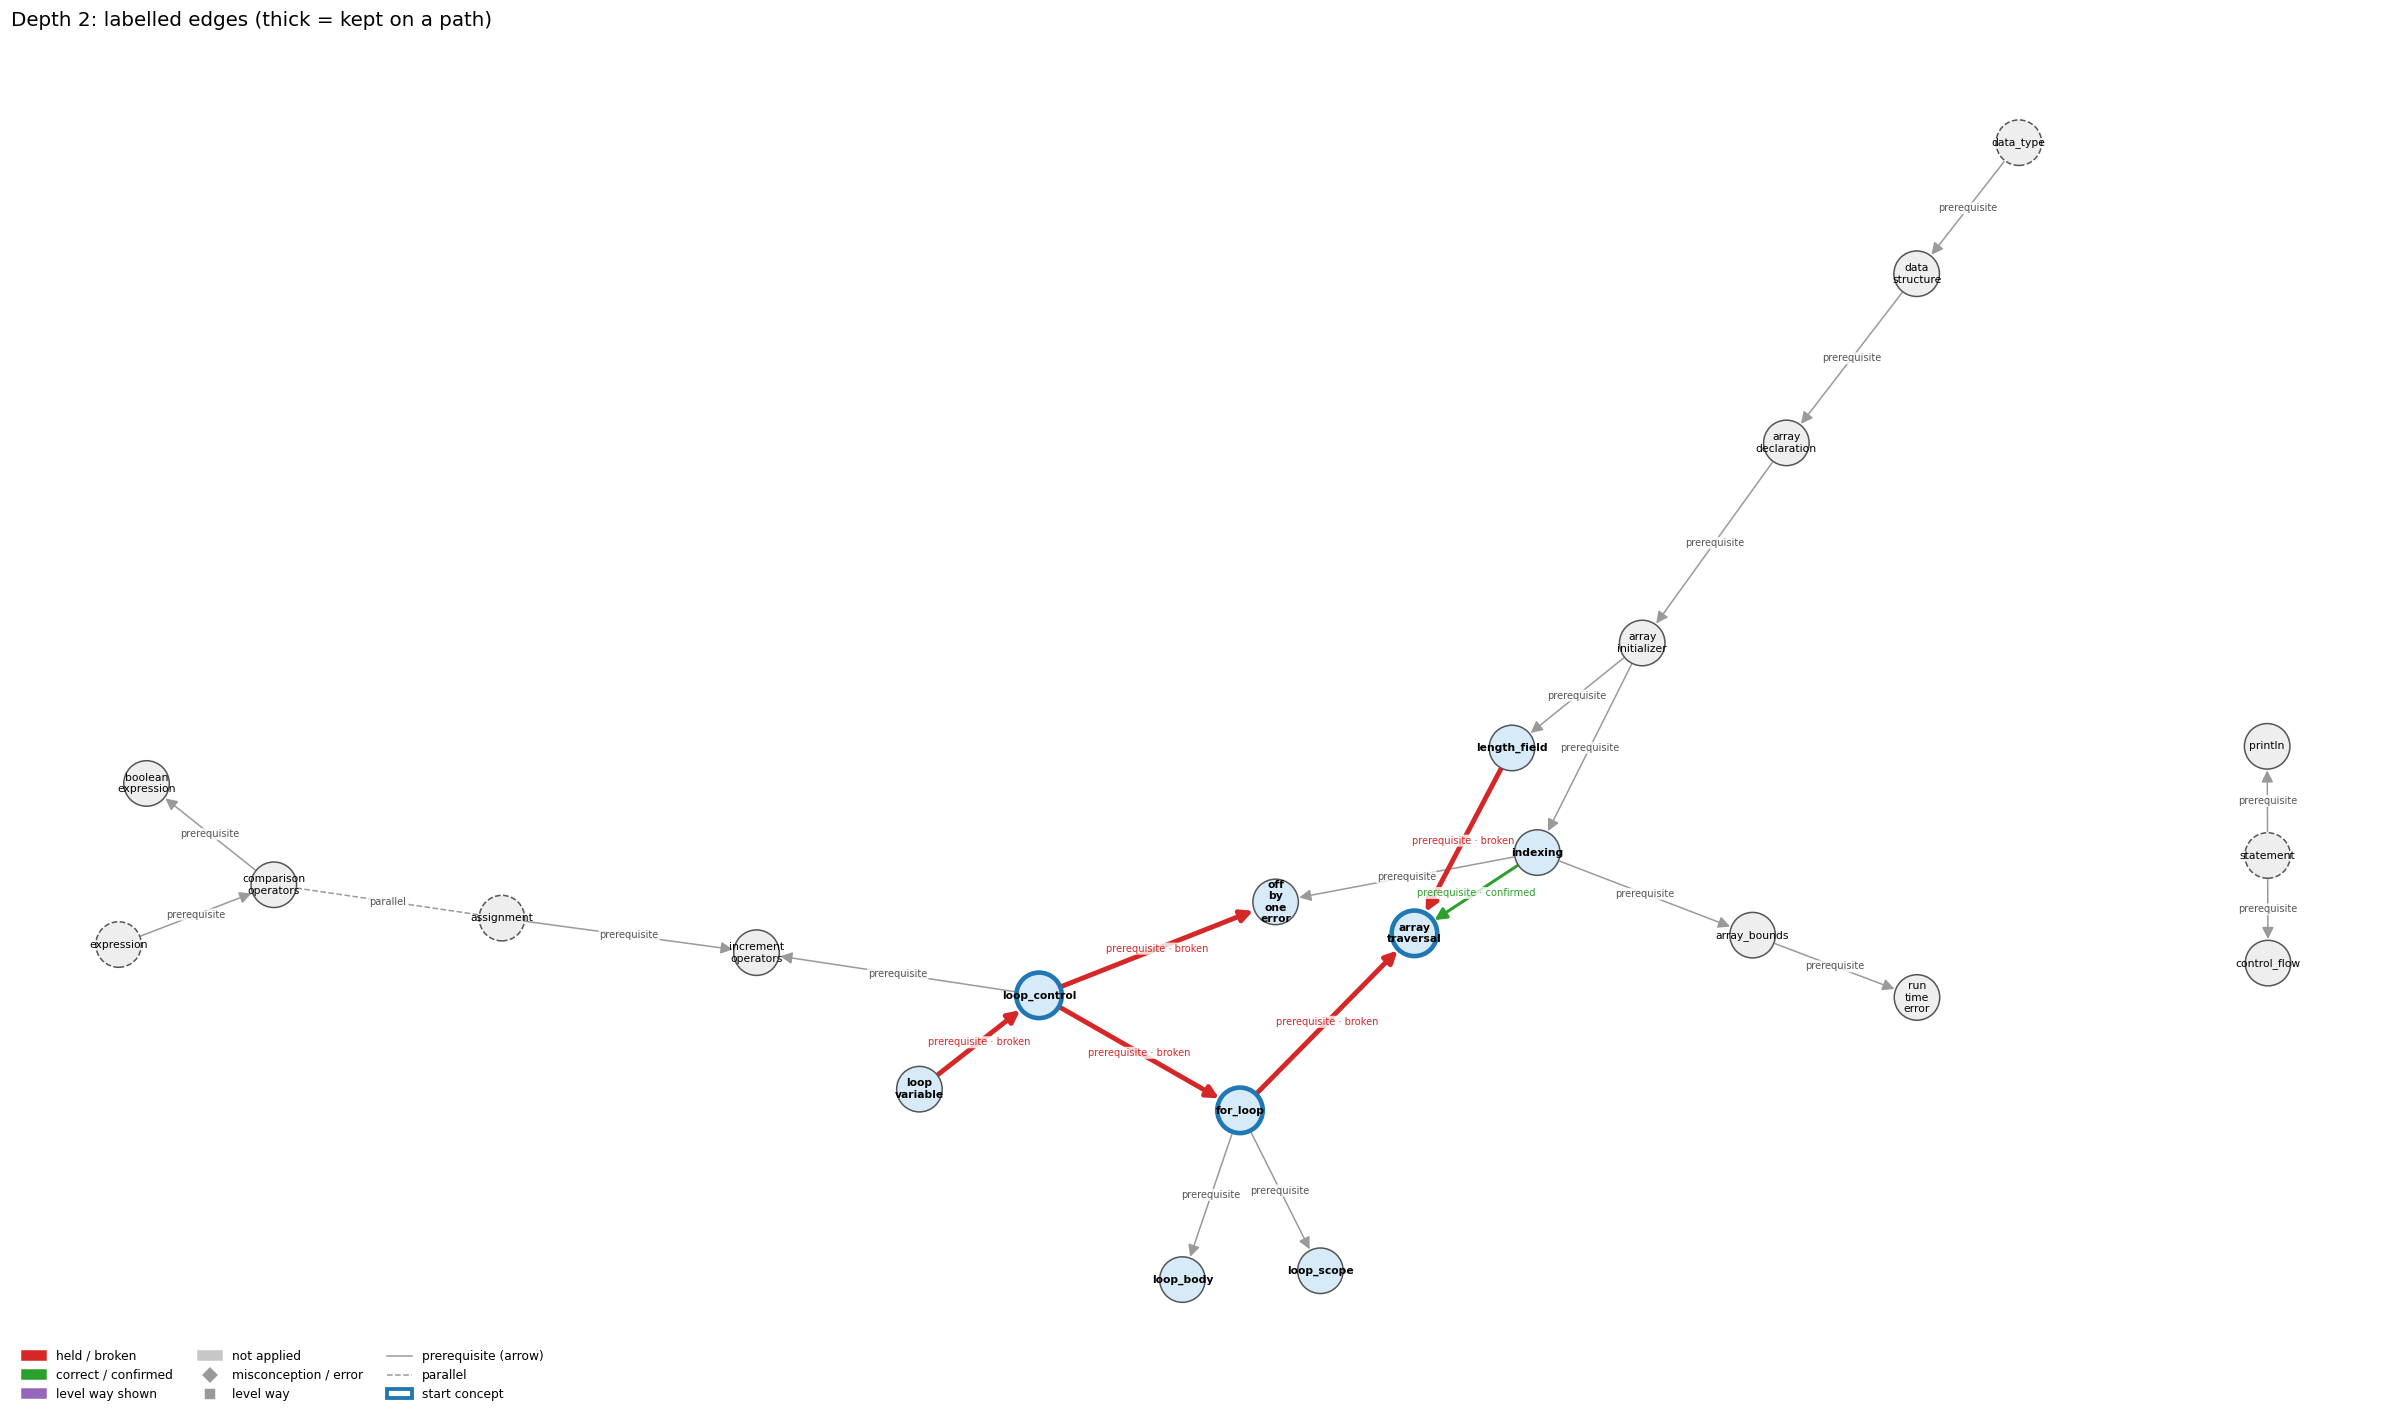 Depth 2: labelled edges (thick = kept on a path)
data_type
prerequisite
data
structure
prerequisite
array
declaration
prerequisite
array
initializer
prerequisite
prerequisite
length_field
println
boolean
expression
prerequisite
prerequisite
prerequisite · broken
indexing
statement
prerequisite
comparison
operators
parallel
prerequisite
prerequisite · confirmed
prerequisite
off
by
one
error
prerequisite
prerequisite
assignment
expression
prerequisite
array
traversal
array_bounds
increment
operators
prerequisite · broken
control_flow
prerequisite
prerequisite
loop_control
run
time
error
prerequisite · broken
prerequisite · broken
prerequisite · broken
loop
variable
for_loop
prerequisite
prerequisite
loop_body
loop_scope
held / broken
correct / confirmed
level way shown
not applied
misconception / error
level way
prerequisite (arrow)
parallel
start concept